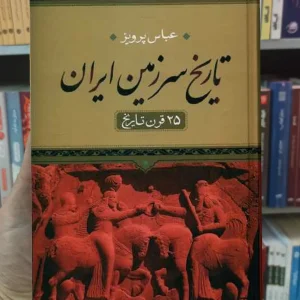 عباس پرویز
تاریخ سرزمین ایران
۲۵ قرن تاریخ